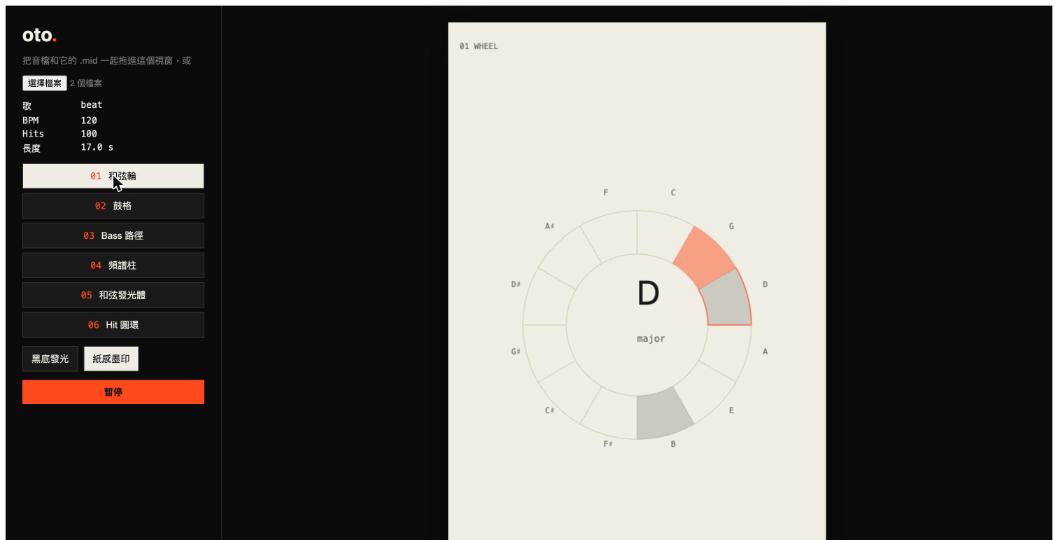 oto.
把音檔和它的 .mid 一起拖進這個視窗，或
選擇檔案 2 個檔案
歌 beat
BPM 120
Hits 100
長度 17.0 s
01 和弦輪
02 鼓格
03 Bass 路徑
04 頻譜柱
05 和弦發光體
06 Hit 圓環
黑底發光 紙感墨印
暫停
01 WHEEL
F C
A♯ G
D♯ D
D
major
G♯ A
C♯ E
F♯ B